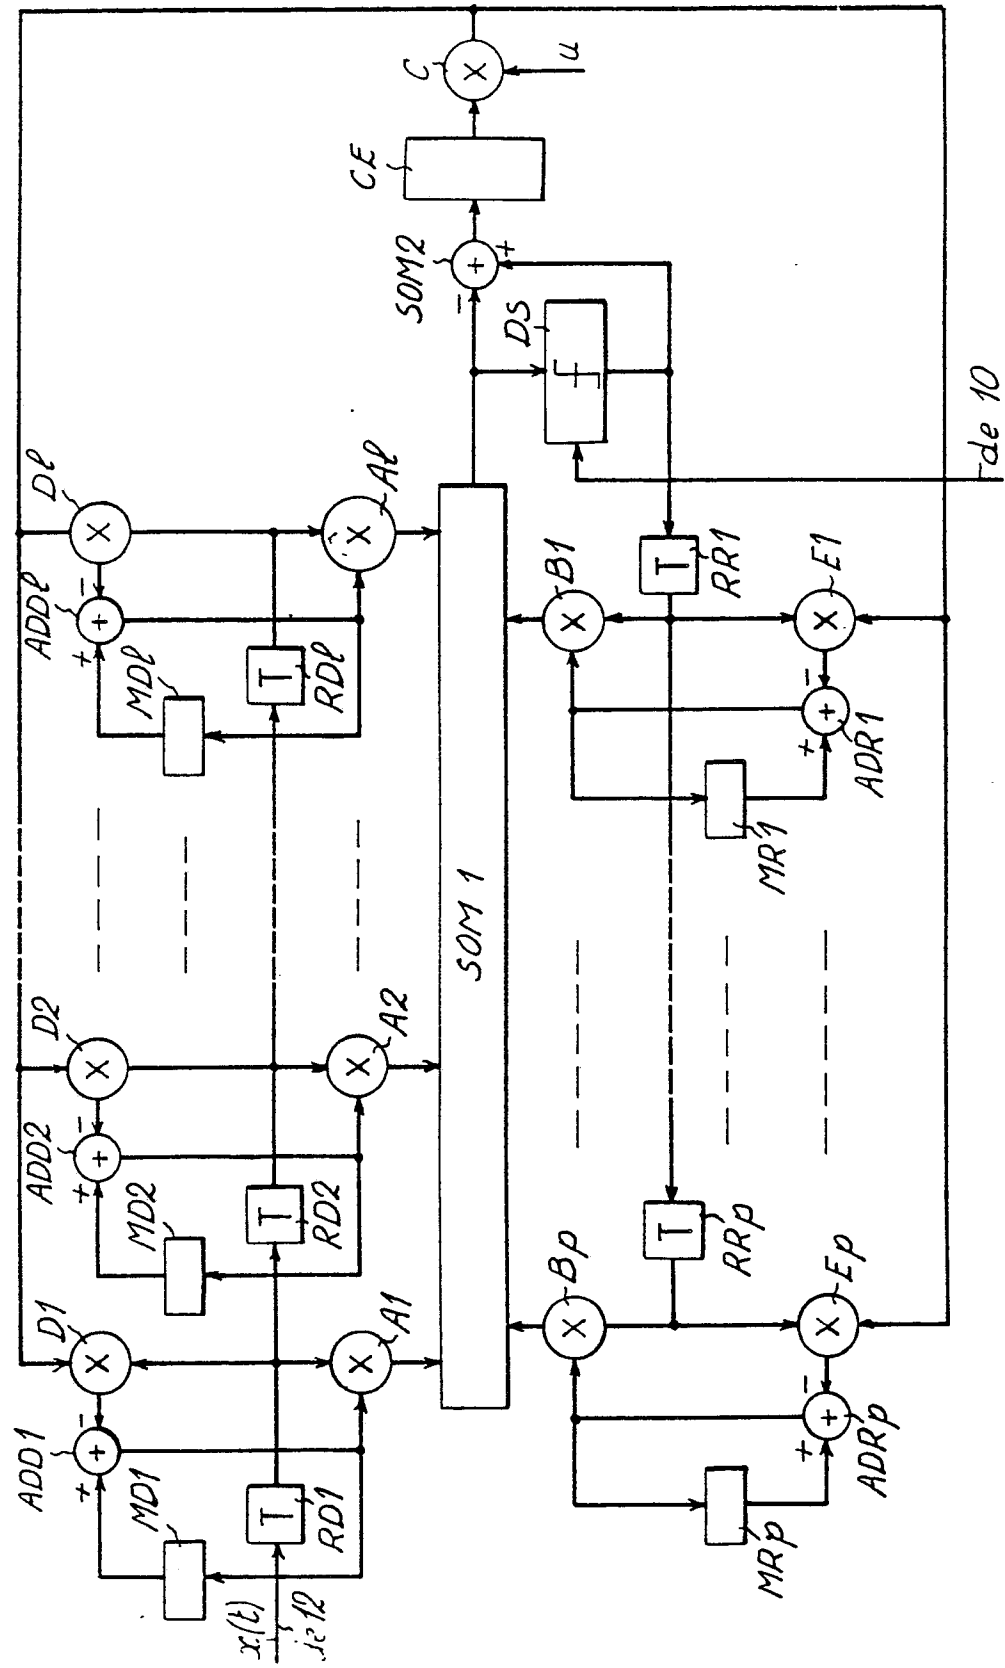 x(t)
de 12
MD1
ADD1
D1
RD1
A1
MD2
ADD2
D2
RD2
A2
MDl
ADDl
Dl
RDl
Al
T
T
T
X
X
X
X
X
X
+
+
+
+
-
+
-
+
-
SOM 1
SOM2
+
-
+
CE
C
X
u
DS
de 10
T
RR1
B1
X
E1
X
ADR1
+
+
-
MR1
T
RRp
Bp
X
Ep
X
ADRp
+
+
-
MRp